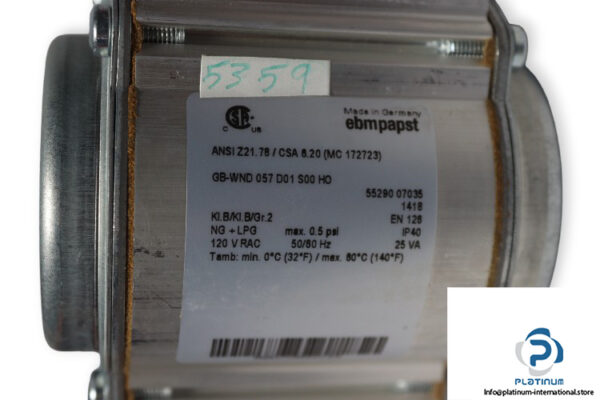 5359
C US
Made in Germany
ebmpapst
ANSI Z21.78 / CSA 6.20 (MC 172723)
GB-WND 057 D01 S00 HO
55290 07035
1418
Kl.B/Kl.B/Gr.2 EN 126
NG + LPG max. 0.5 psi IP40
120 V RAC 50/60 Hz 25 VA
Tamb: min. 0°C (32°F) / max. 60°C (140°F)
PLATINUM
Info@platinum-international.store